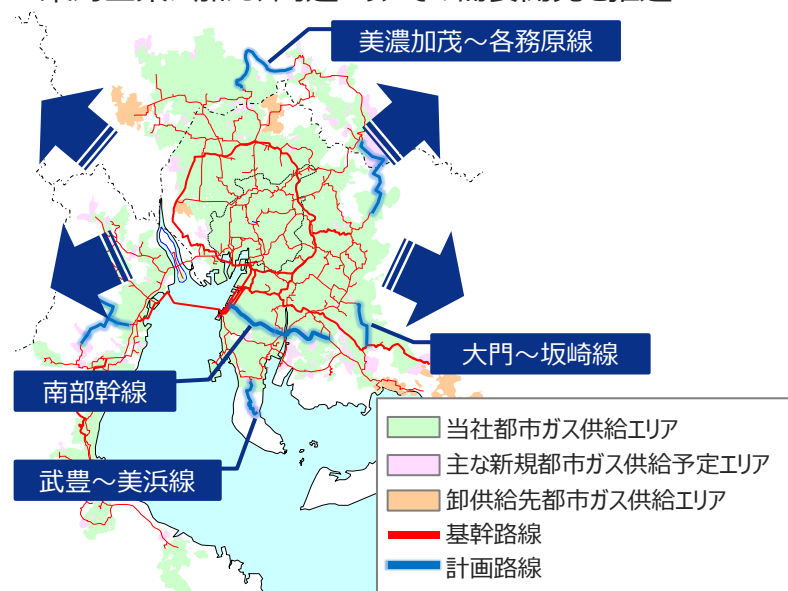 美濃加茂～各務原線
大門～坂崎線
南部幹線
武豊～美浜線
当社都市ガス供給エリア
主な新規都市ガス供給予定エリア
卸供給先都市ガス供給エリア
基幹路線
計画路線